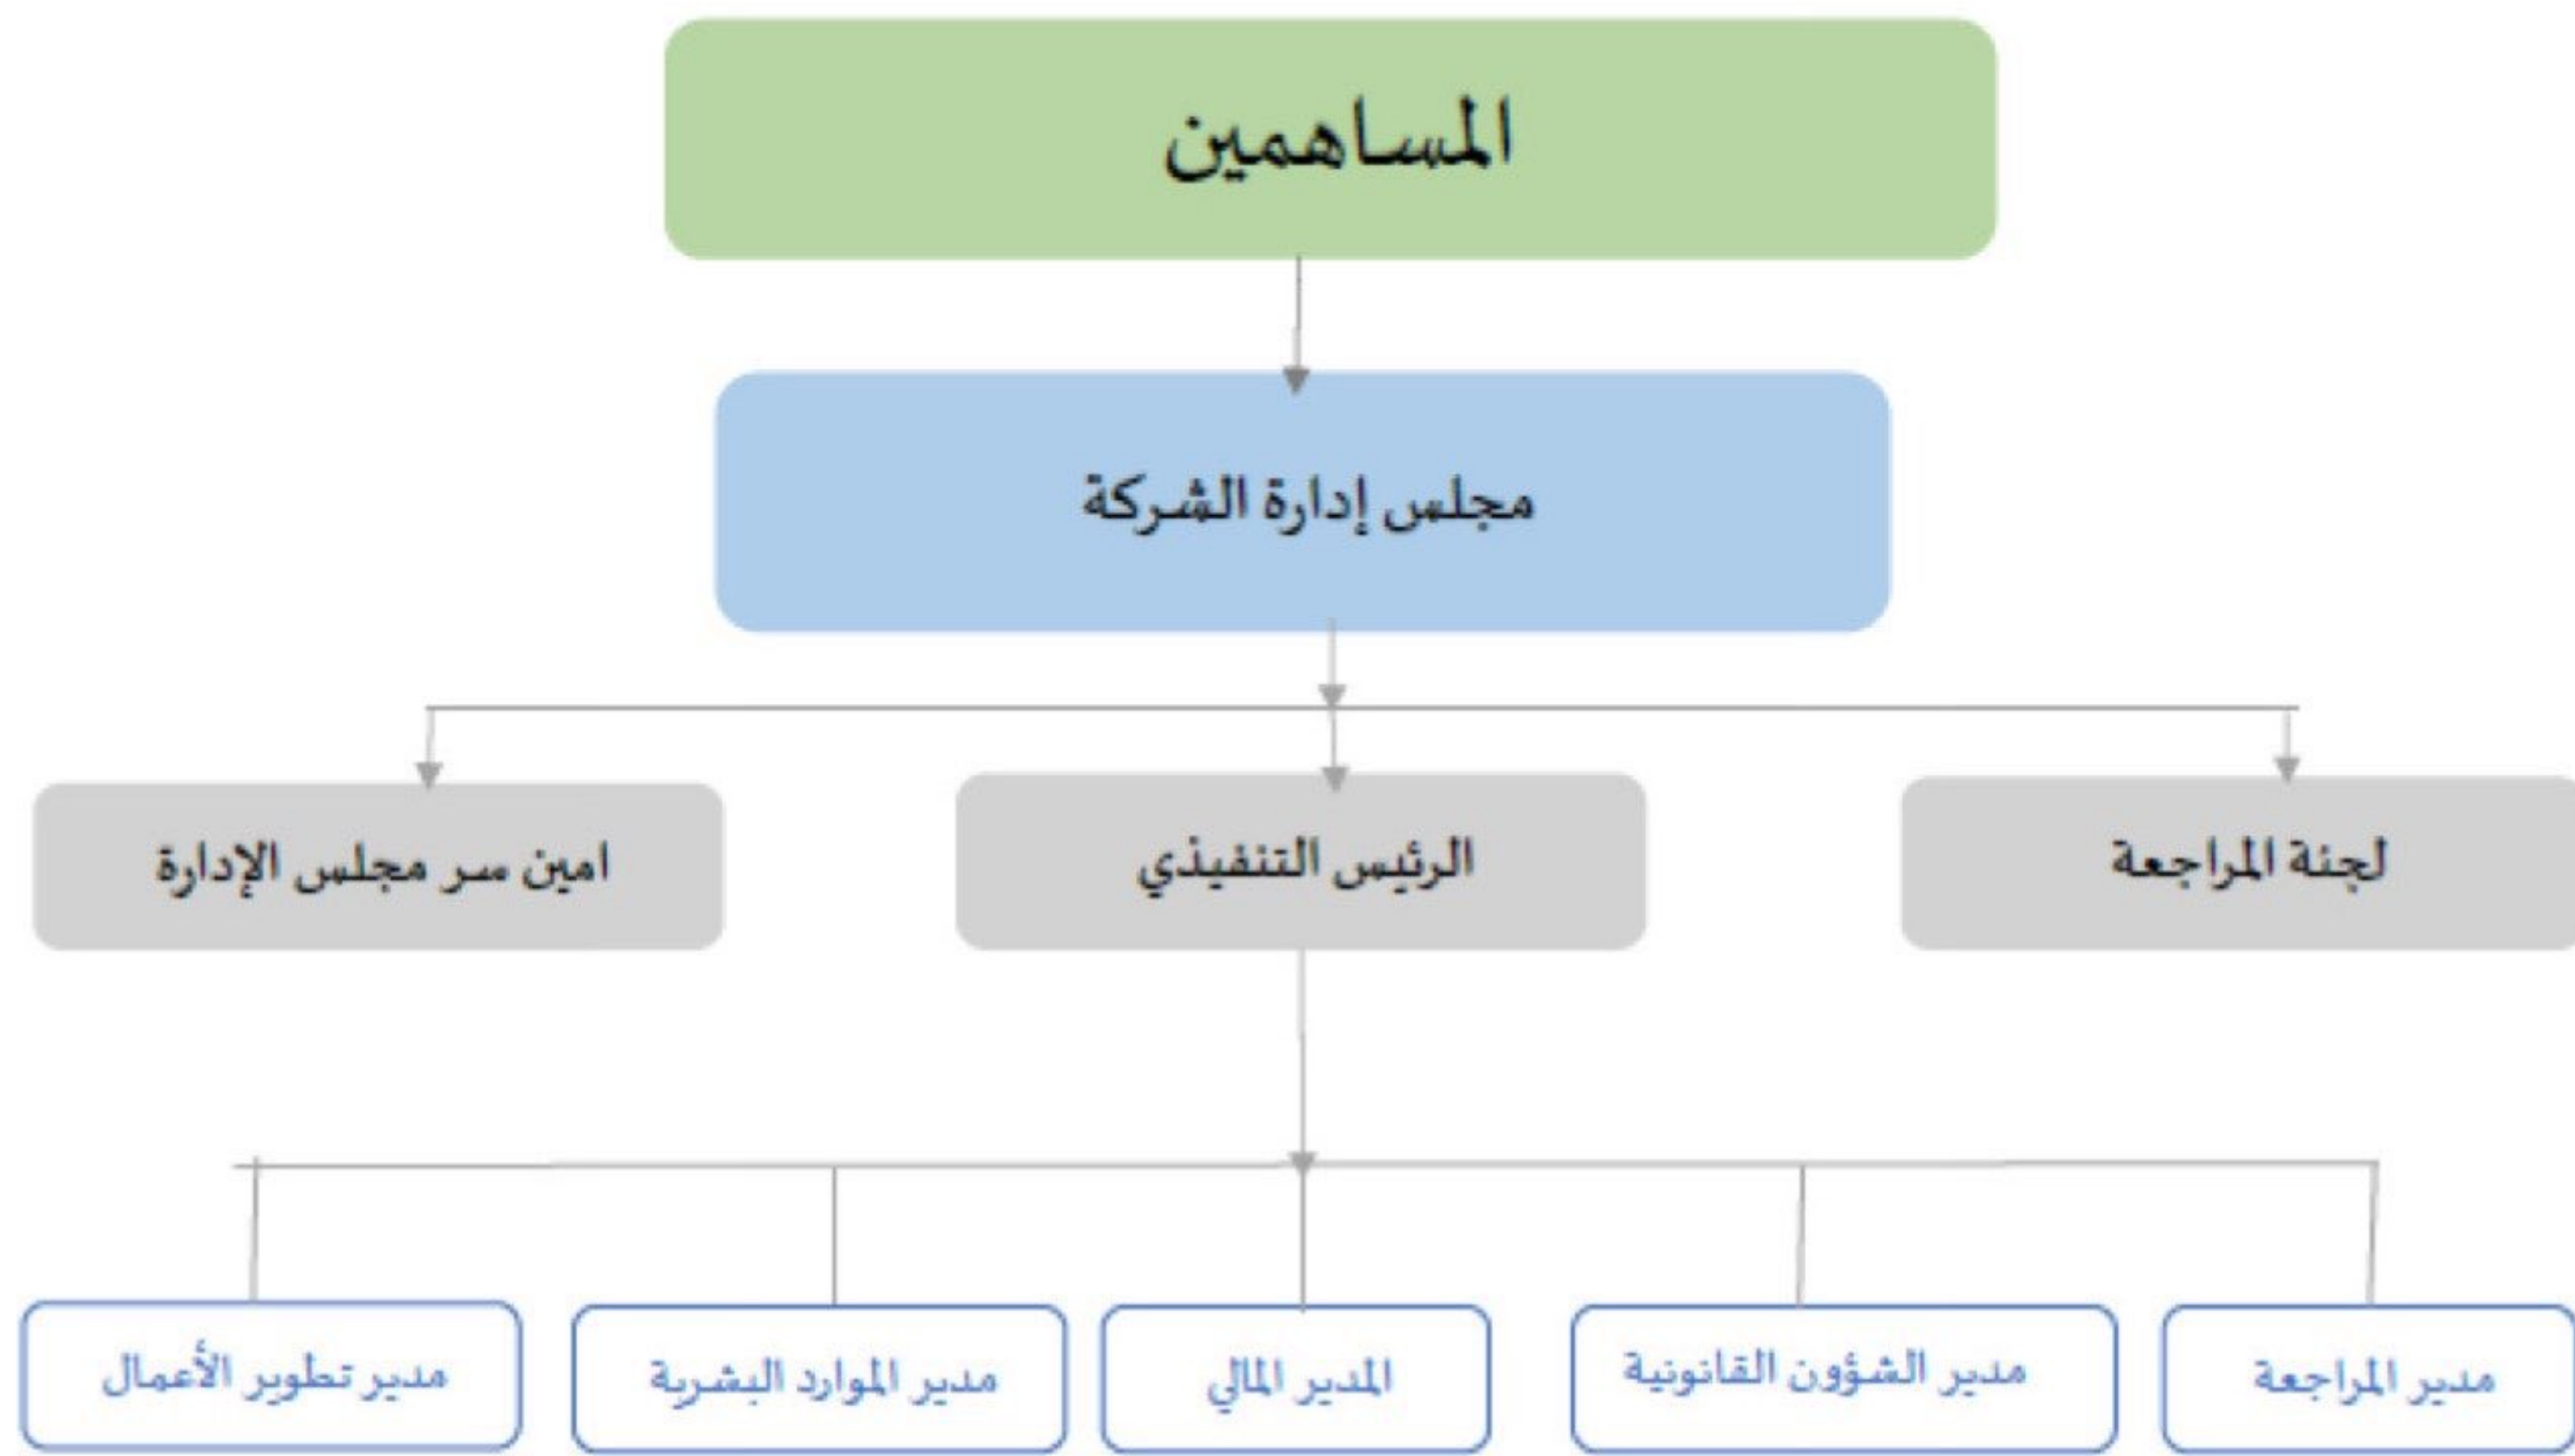 المساهمين
مجلس إدارة الشركة
لجنة المراجعة
الرئيس التنفيذي
امين سر مجلس الإدارة
مدير المراجعة
مدير الشؤون القانونية
المدير المالي
مدير الموارد البشرية
مدير تطوير الأعمال